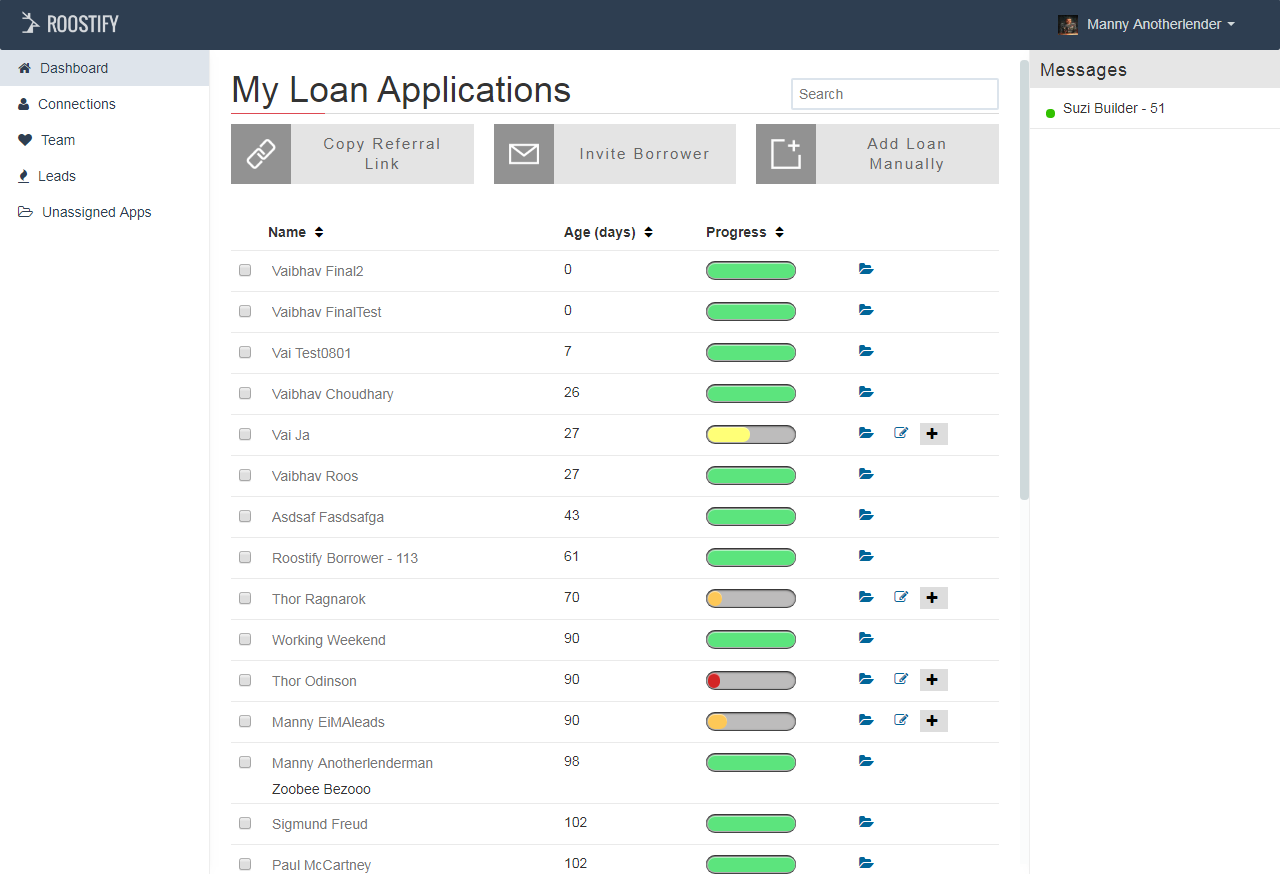 ROOSTIFY
Manny Anotherlender
Dashboard
Connections
Team
Leads
Unassigned Apps
My Loan Applications
Search
Copy Referral
Link
Invite Borrower
Add Loan
Manually
Name Age (days) Progress
Vaibhav Final2 0
Vaibhav FinalTest 0
Vai Test0801 7
Vaibhav Choudhary 26
Vai Ja 27
Vaibhav Roos 27
Asdsaf Fasdsafga 43
Roostify Borrower - 113 61
Thor Ragnarok 70
Working Weekend 90
Thor Odinson 90
Manny EiMAleads 90
Manny Anotherlenderman 98
Zoobee Bezooo
Sigmund Freud 102
Paul McCartney 102
Messages
Suzi Builder - 51